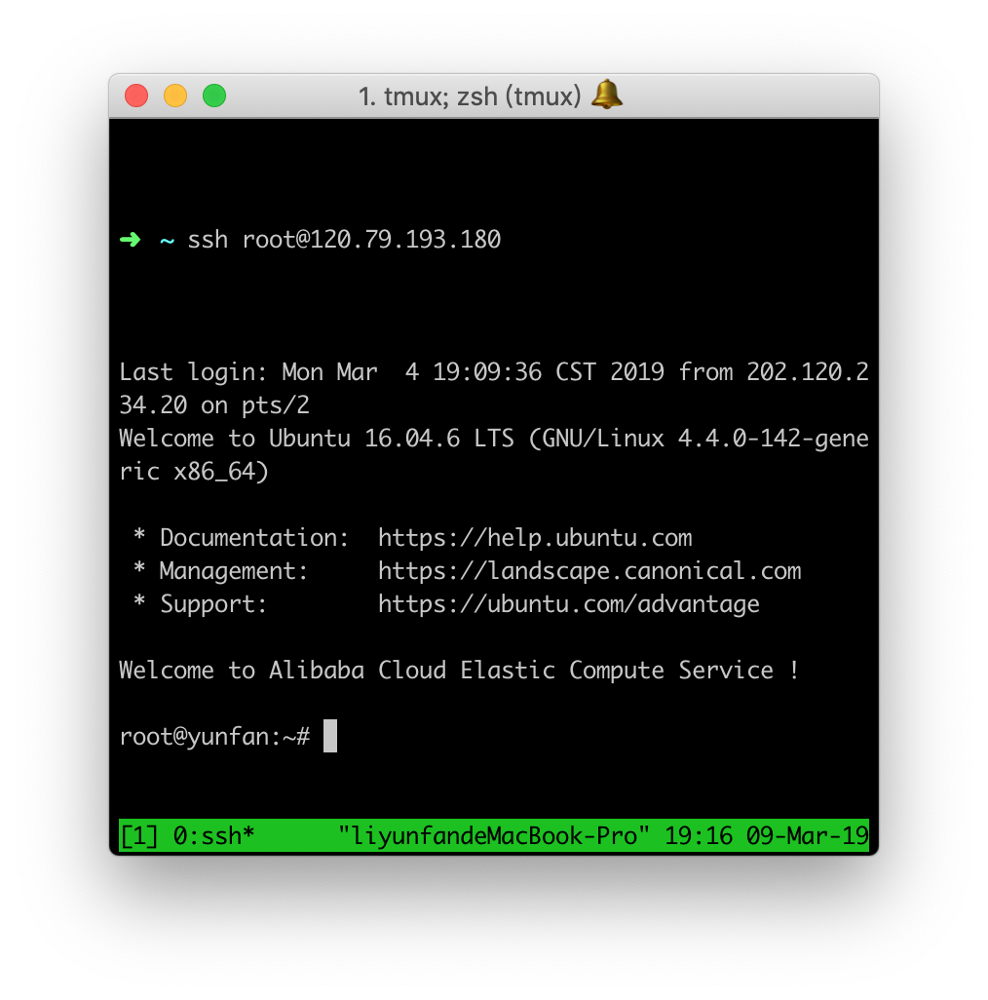 1. tmux; zsh (tmux) 🔔
➜ ~ ssh root@120.79.193.180
Last login: Mon Mar  4 19:09:36 CST 2019 from 202.120.2
34.20 on pts/2
Welcome to Ubuntu 16.04.6 LTS (GNU/Linux 4.4.0-142-gene
ric x86_64)
 * Documentation:  https://help.ubuntu.com
 * Management:     https://landscape.canonical.com
 * Support:        https://ubuntu.com/advantage
Welcome to Alibaba Cloud Elastic Compute Service !
root@yunfan:~#
[1] 0:ssh*      "liyunfandeMacBook-Pro" 19:16 09-Mar-19